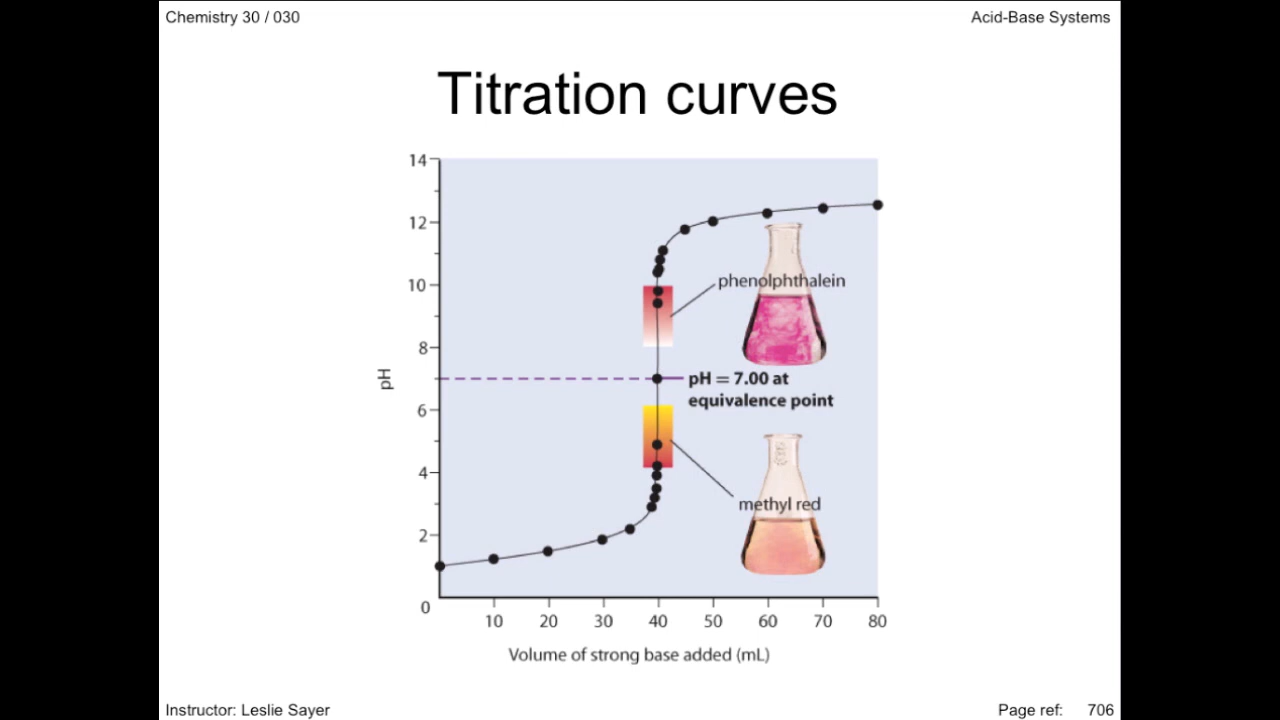 Chemistry 30 / 030
Acid-Base Systems
Titration curves
14
12
10
8
6
4
2
0
pH
phenolphthalein
pH = 7.00 at
equivalence point
methyl red
10 20 30 40 50 60 70 80
Volume of strong base added (mL)
Instructor: Leslie Sayer
Page ref: 706